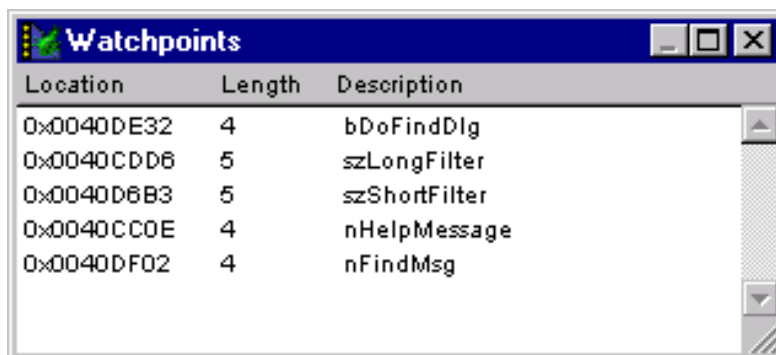 Watchpoints
Location Length Description
0x0040DE32 4 bDoFindDlg
0x0040CDD6 5 szLongFilter
0x0040D6B3 5 szShortFilter
0x0040CC0E 4 nHelpMessage
0x0040DF02 4 nFindMsg